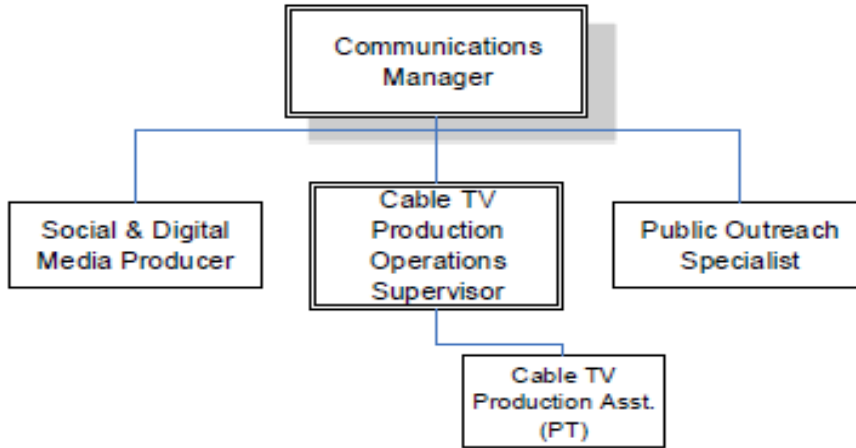 Communications
Manager
Social & Digital
Media Producer
Cable TV
Production
Operations
Supervisor
Public Outreach
Specialist
Cable TV
Production Asst.
(PT)